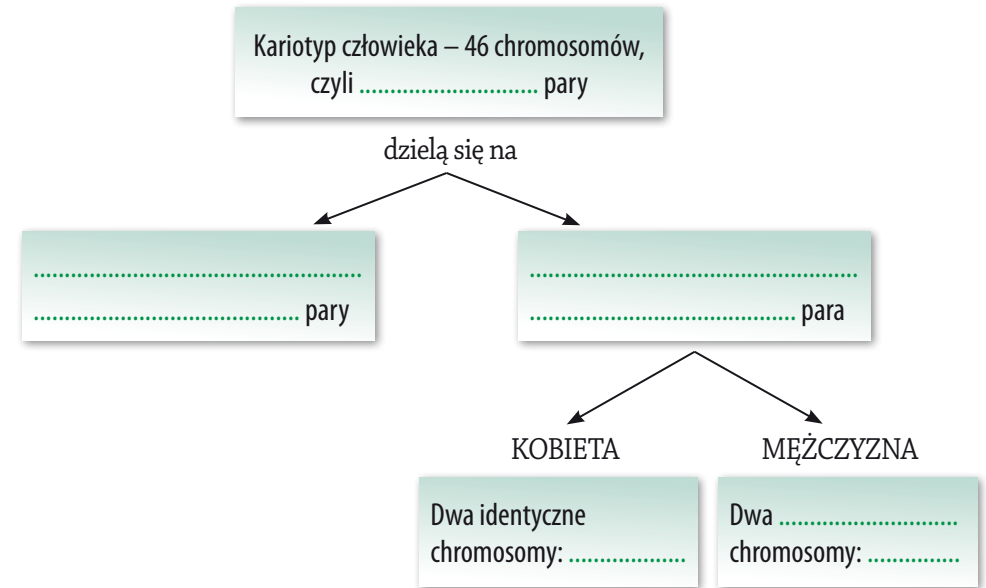 Kariotyp człowieka – 46 chromosomów,
czyli ............................. pary
dzielą się na
.....................................................
........................................... pary
.....................................................
........................................... para
KOBIETA
MĘŻCZYZNA
Dwa identyczne
chromosomy: ...................
Dwa .............................
chromosomy: ...............